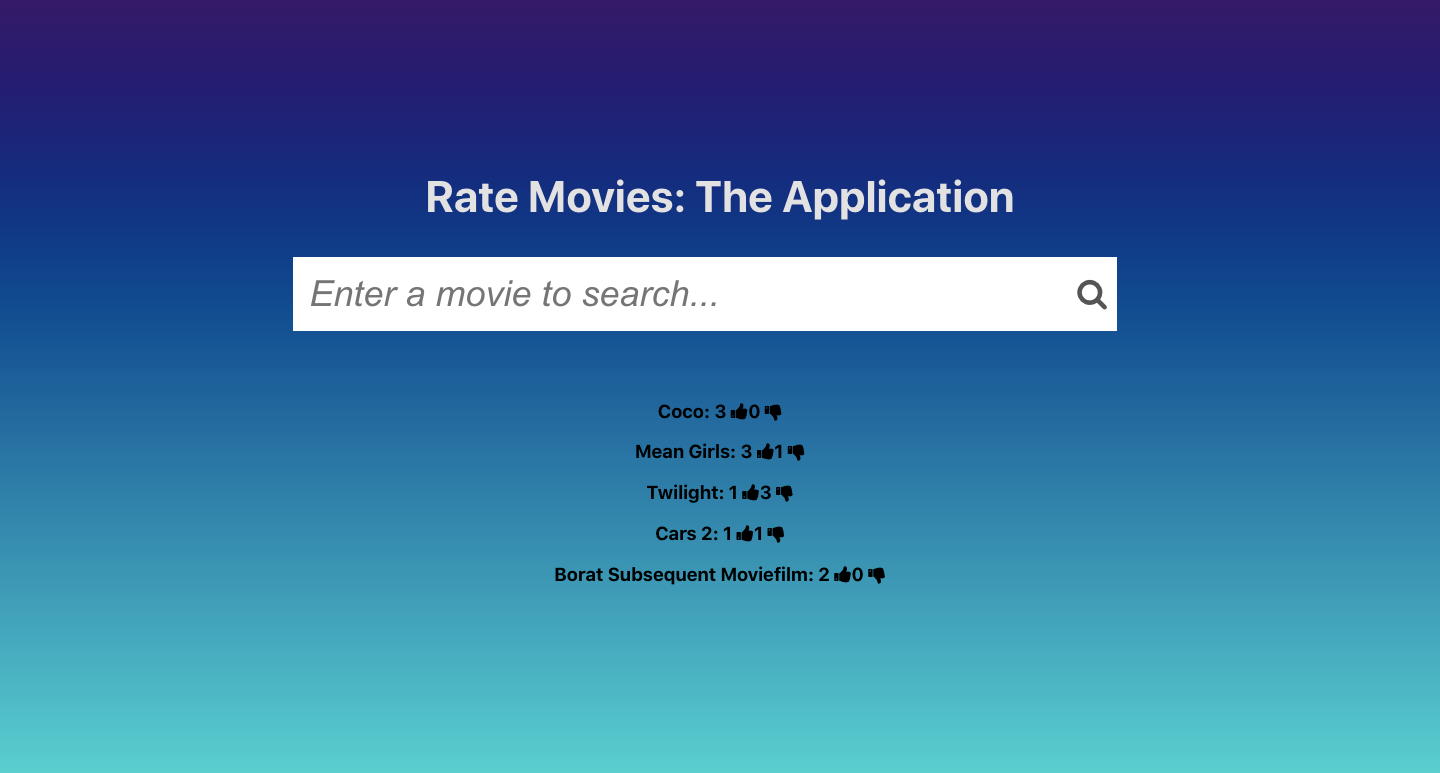 Rate Movies: The Application
Enter a movie to search...
Coco: 3 0
Mean Girls: 3 1
Twilight: 1 3
Cars 2: 1 1
Borat Subsequent Moviefilm: 2 0